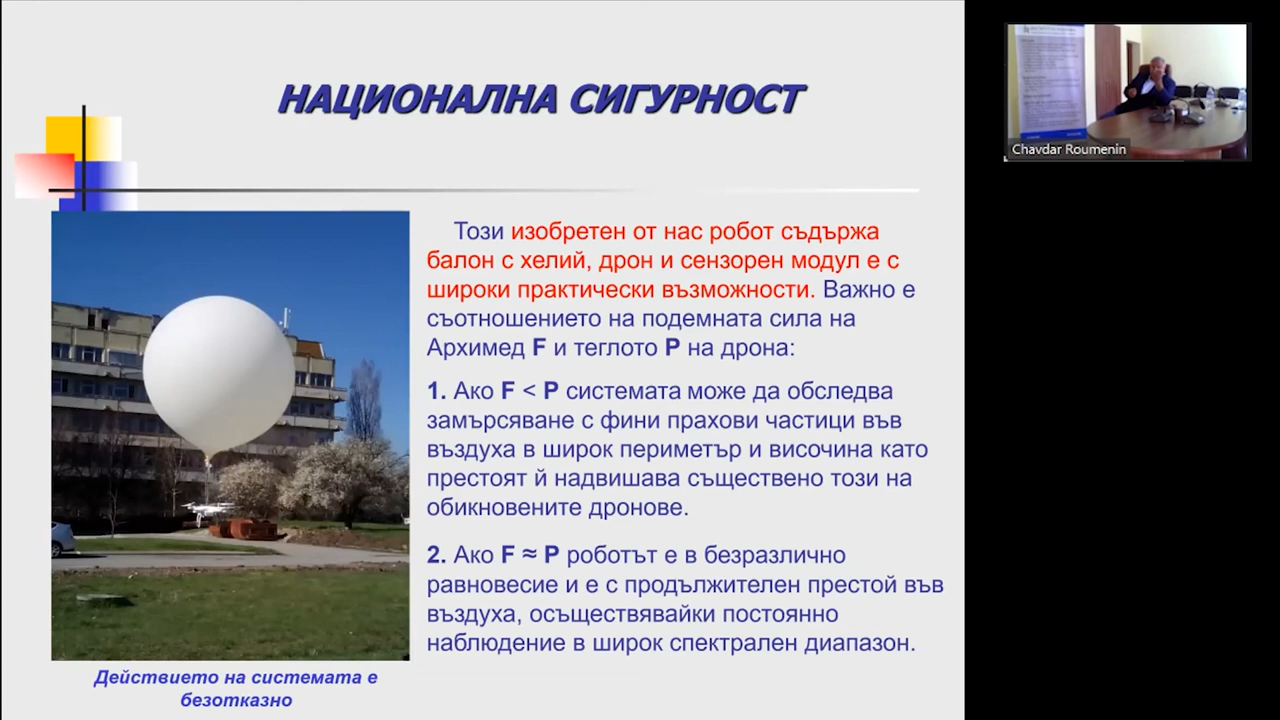 НАЦИОНАЛНА СИГУРНОСТ
Chavdar Roumenin
Този изобретен от нас робот съдържа
балон с хелий, дрон и сензорен модул е с
широки практически възможности. Важно е
съотношението на подемната сила на
Архимед F и теглото P на дрона:
1. Ако F < P системата може да обследва
замърсяване с фини прахови частици във
въздуха в широк периметър и височина като
престоят й надвишава съществено този на
обикновените дронове.
2. Ако F ≈ P роботът е в безразлично
равновесие и е с продължителен престой във
въздуха, осъществявайки постоянно
наблюдение в широк спектрален диапазон.
Действието на системата е
безотказно